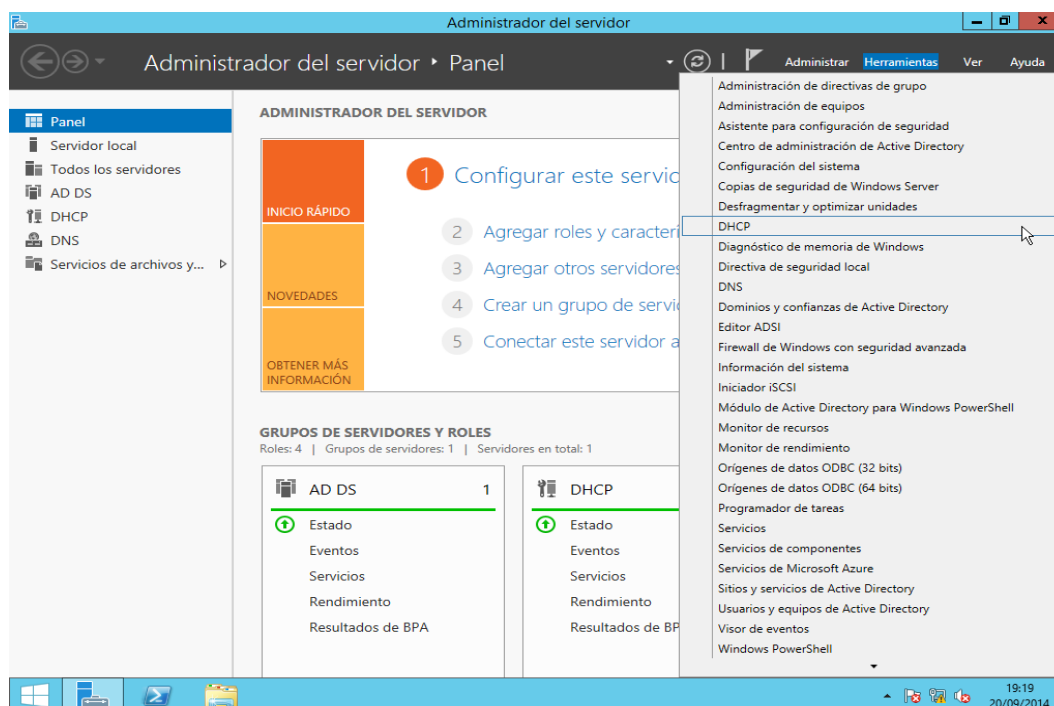 Administrador del servidor
Administrador del servidor ‣ Panel
Administrar Herramientas Ver Ayuda
Panel
Servidor local
Todos los servidores
AD DS
DHCP
DNS
Servicios de archivos y...
ADMINISTRADOR DEL SERVIDOR
INICIO RÁPIDO
NOVEDADES
OBTENER MÁS
INFORMACIÓN
1 Configurar este servic
2 Agregar roles y caracterí
3 Agregar otros servidores
4 Crear un grupo de servi
5 Conectar este servidor a
GRUPOS DE SERVIDORES Y ROLES
Roles: 4 | Grupos de servidores: 1 | Servidores en total: 1
AD DS 1
Estado
Eventos
Servicios
Rendimiento
Resultados de BPA
DHCP
Estado
Eventos
Servicios
Rendimiento
Resultados de BP
Administración de directivas de grupo
Administración de equipos
Asistente para configuración de seguridad
Centro de administración de Active Directory
Configuración del sistema
Copias de seguridad de Windows Server
Desfragmentar y optimizar unidades
DHCP
Diagnóstico de memoria de Windows
Directiva de seguridad local
DNS
Dominios y confianzas de Active Directory
Editor ADSI
Firewall de Windows con seguridad avanzada
Información del sistema
Iniciador iSCSI
Módulo de Active Directory para Windows PowerShell
Monitor de recursos
Monitor de rendimiento
Orígenes de datos ODBC (32 bits)
Orígenes de datos ODBC (64 bits)
Programador de tareas
Servicios
Servicios de componentes
Servicios de Microsoft Azure
Sitios y servicios de Active Directory
Usuarios y equipos de Active Directory
Visor de eventos
Windows PowerShell
19:19
20/09/2014